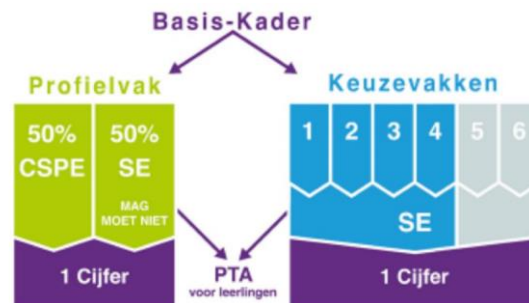 Basis-Kader
Profielvak
Keuzevakken
50%
CSPE
50%
SE
MAG
MOET NIET
1
2
3
4
5
6
SE
1 Cijfer
PTA
voor leerlingen
1 Cijfer